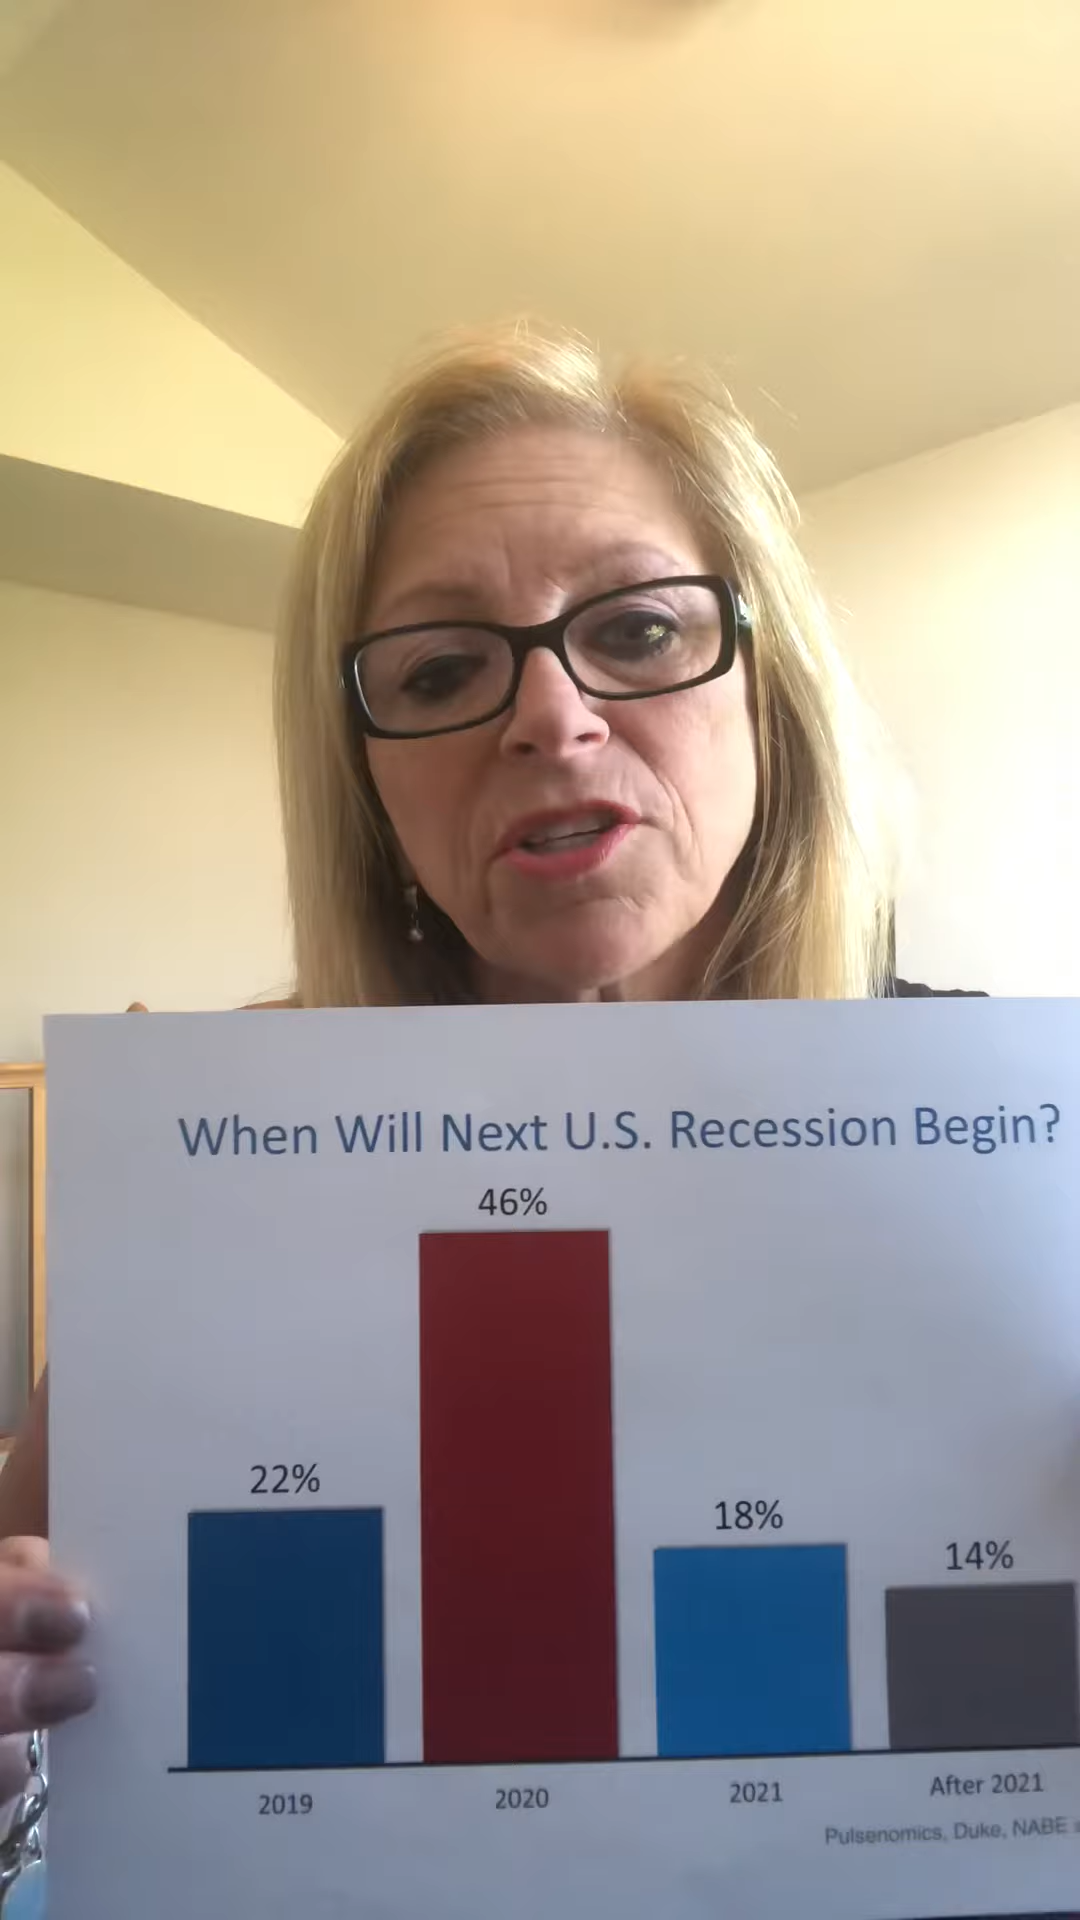 When Will Next U.S. Recession Begin?
46%
22%
18%
14%
2019 2020 2021 After 2021
Pulsenomics, Duke, NABE